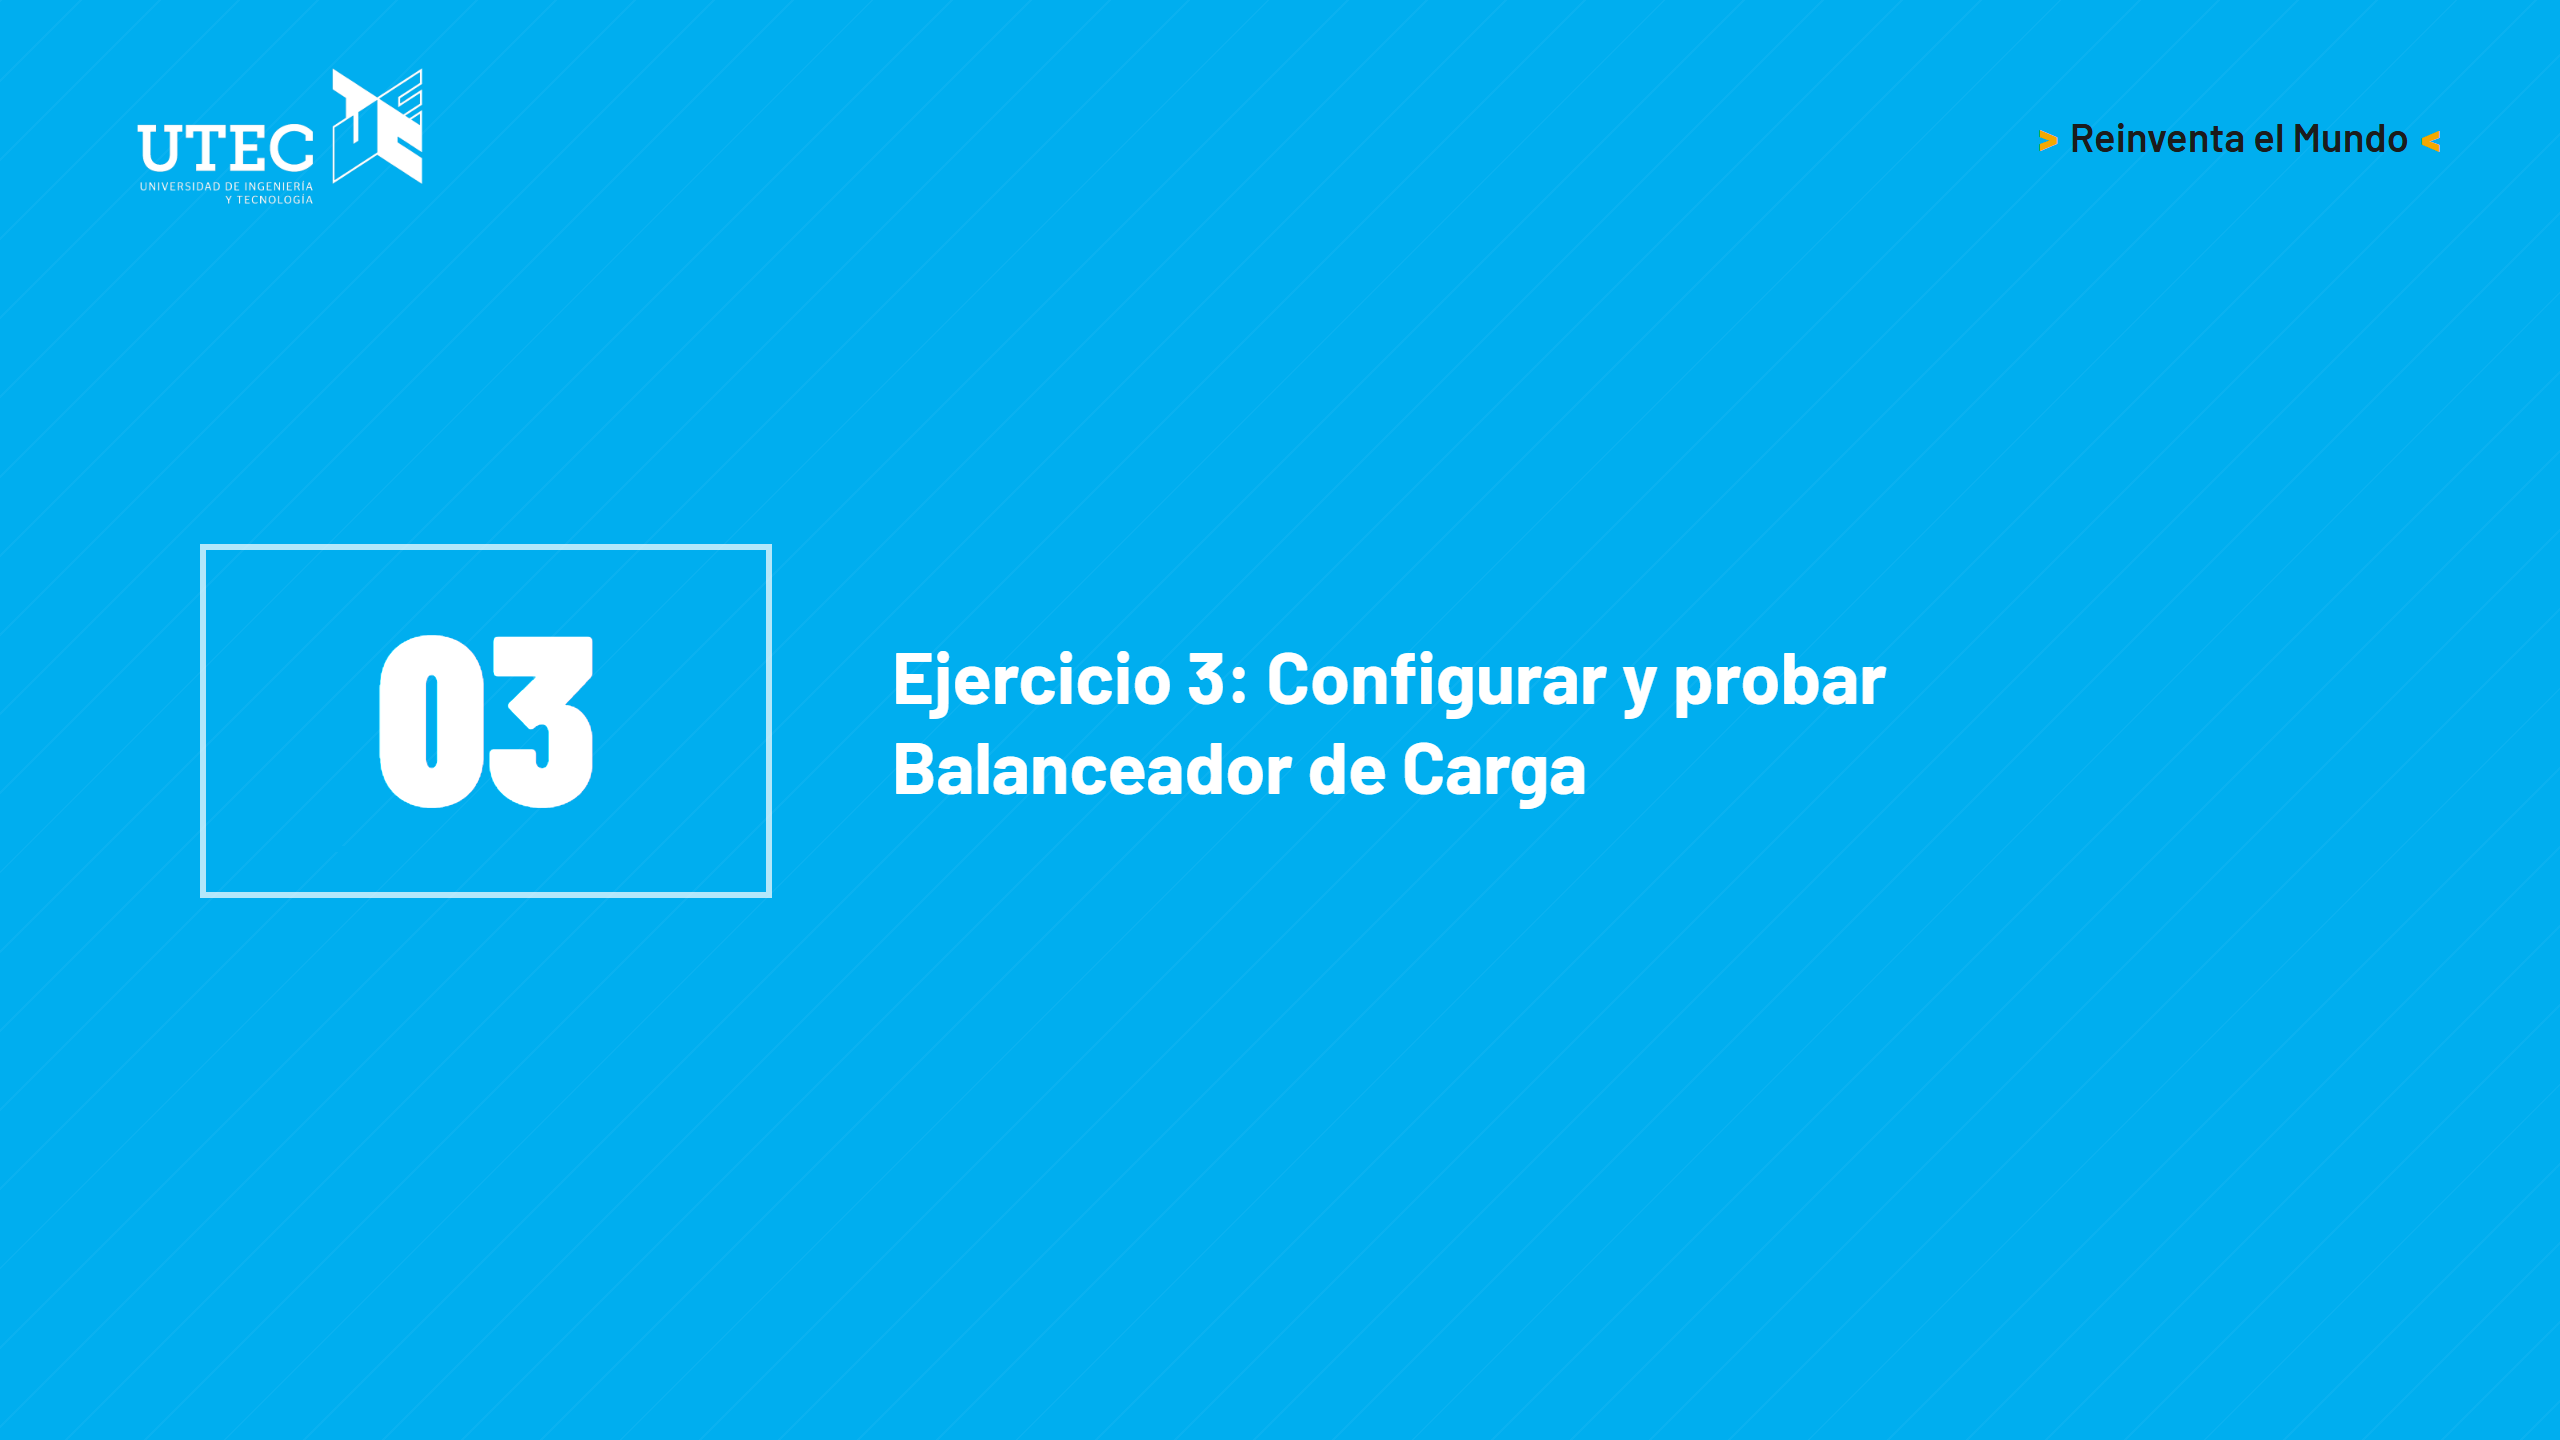 UTEC
UNIVERSIDAD DE INGENIERÍA
Y TECNOLOGÍA
> Reinventa el Mundo <
03
Ejercicio 3: Configurar y probar
Balanceador de Carga